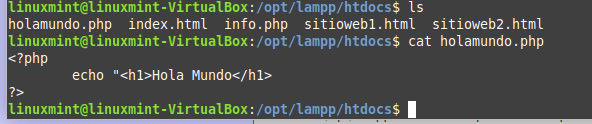 linuxmint@linuxmint-VirtualBox:/opt/lampp/htdocs$ ls
holamundo.php  index.html  info.php  sitioweb1.html  sitioweb2.html
linuxmint@linuxmint-VirtualBox:/opt/lampp/htdocs$ cat holamundo.php
<?php
        echo "<h1>Hola Mundo</h1>
?>
linuxmint@linuxmint-VirtualBox:/opt/lampp/htdocs$